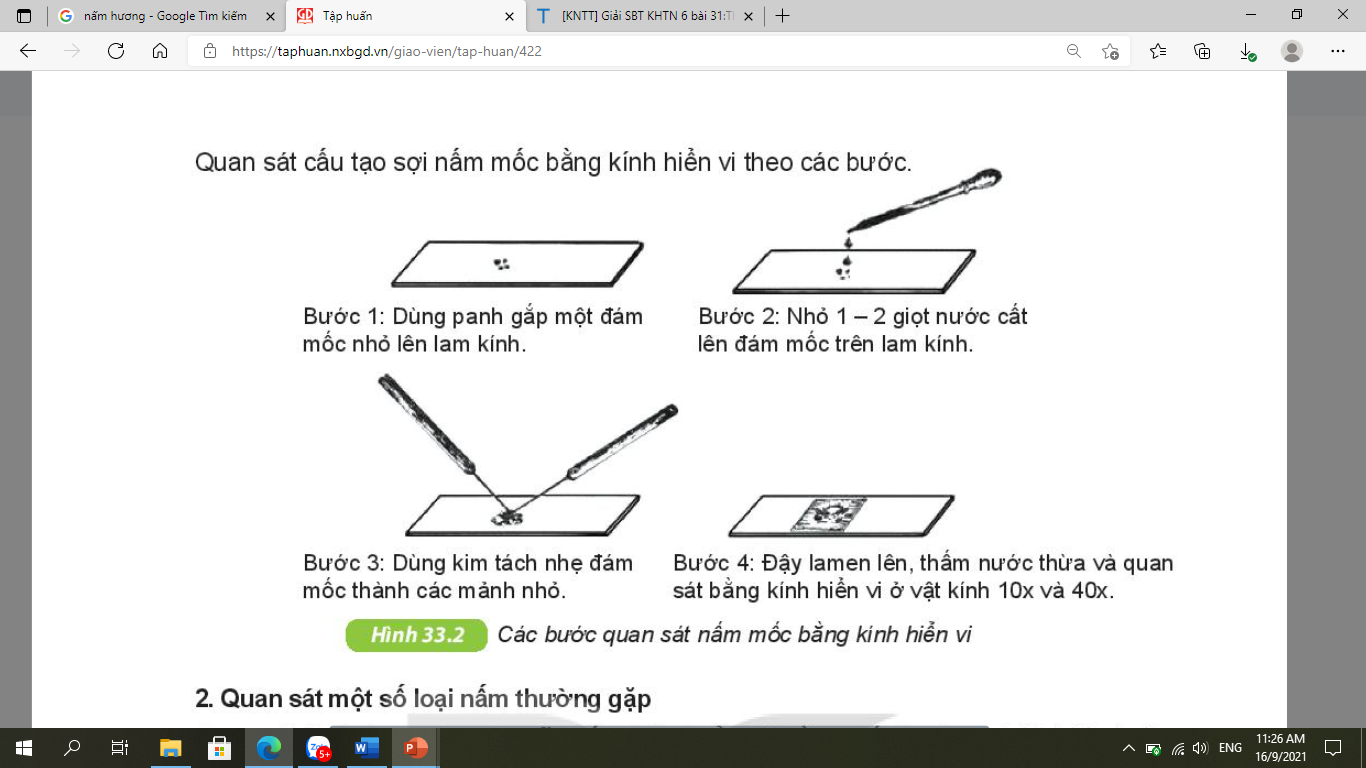 nấm hương - Google Tìm kiếm
Tập huấn
[KNTT] Giải SBT KHTN 6 bài 31:
https://taphuan.nxbgd.vn/giao-vien/tap-huan/422
Quan sát cấu tạo sợi nấm mốc bằng kính hiển vi theo các bước.
Bước 1: Dùng panh gắp một đám
mốc nhỏ lên lam kính.
Bước 2: Nhỏ 1 – 2 giọt nước cất
lên đám mốc trên lam kính.
Bước 3: Dùng kim tách nhẹ đám
mốc thành các mảnh nhỏ.
Bước 4: Đậy lamen lên, thấm nước thừa và quan
sát bằng kính hiển vi ở vật kính 10x và 40x.
Hình 33.2 Các bước quan sát nấm mốc bằng kính hiển vi
2. Quan sát một số loại nấm thường gặp
5+
ENG
11:26 AM
16/9/2021